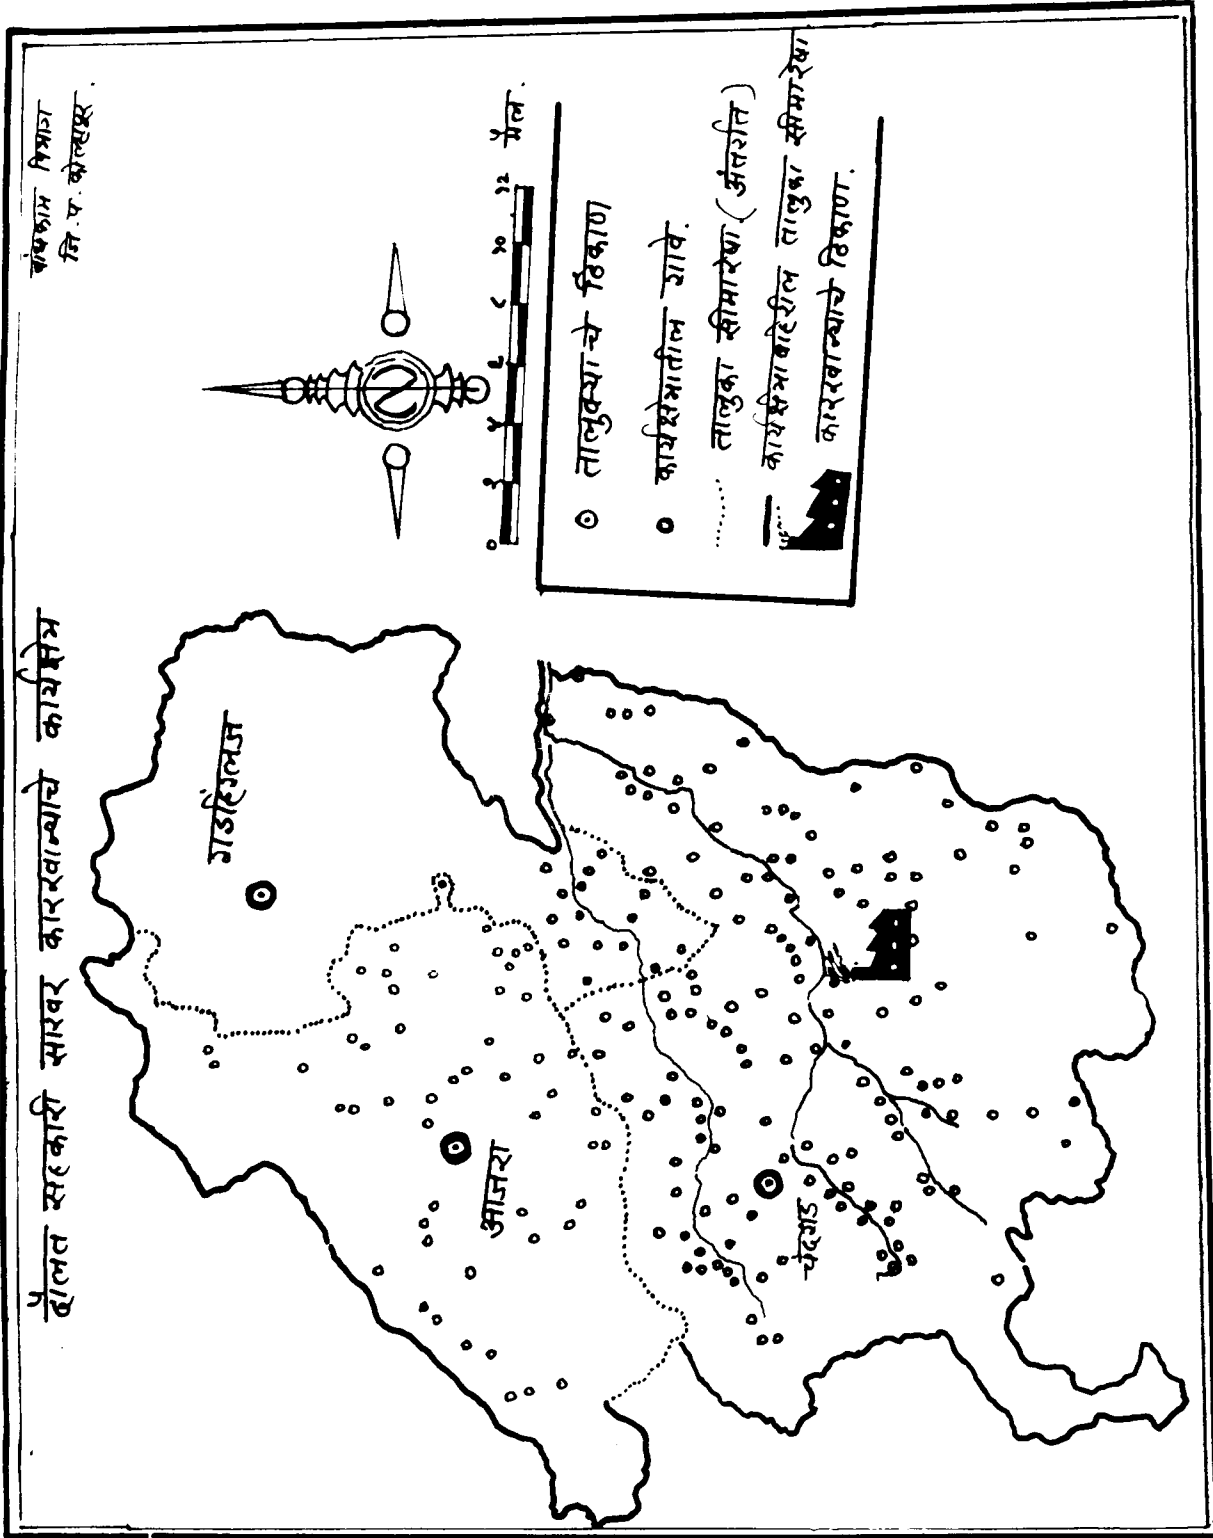 दौलत सहकारी साखर कारखान्याचे कार्यक्षेत्र
बांधकाम विभाग
जि. प. कोल्हापूर.
गडहिंग्लज
आजरा
चंदगड
N
० २ ४ ६ ८ १० १२ मैल.
तालुक्याचे ठिकाण
कार्यक्षेत्रातील गावे.
तालुका सीमारेषा (अंतर्गत)
कार्यक्षेत्राबाहेरील तालुका सीमारेषा
कारखान्याचे ठिकाण.